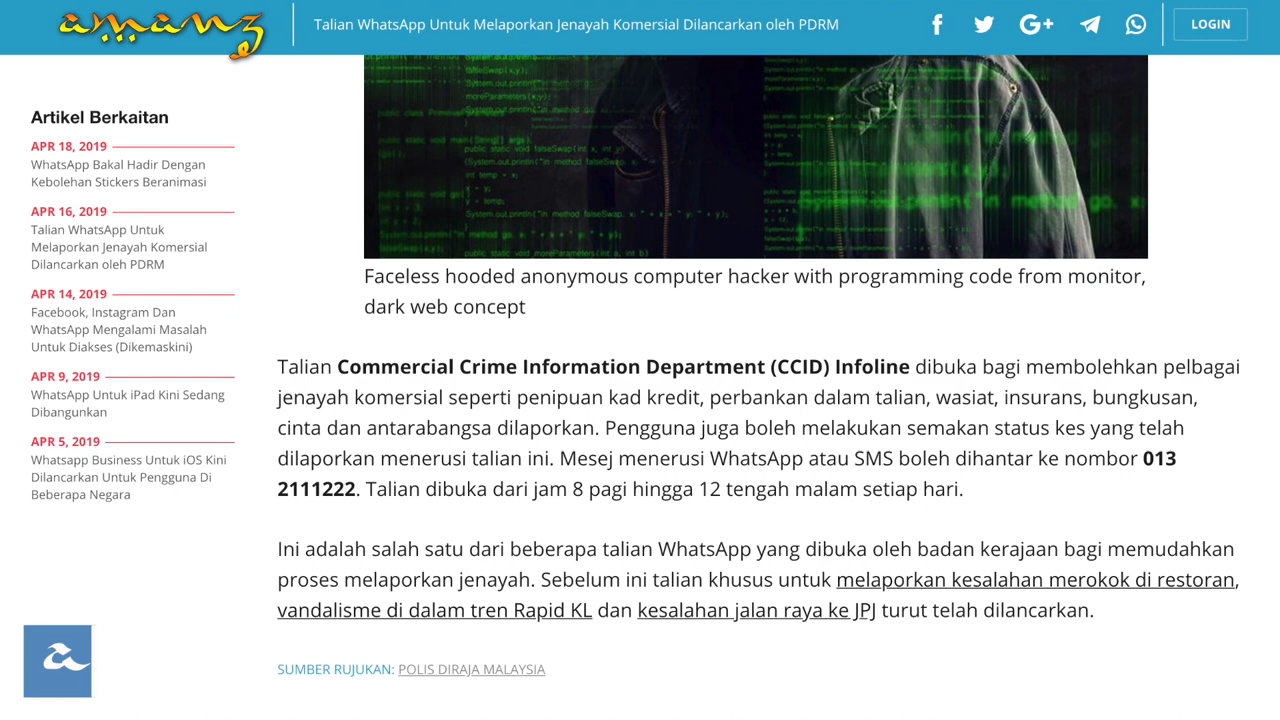 amanz
Talian WhatsApp Untuk Melaporkan Jenayah Komersial Dilancarkan oleh PDRM
LOGIN
Artikel Berkaitan
APR 18, 2019
WhatsApp Bakal Hadir Dengan
Kebolehan Stickers Beranimasi
APR 16, 2019
Talian WhatsApp Untuk
Melaporkan Jenayah Komersial
Dilancarkan oleh PDRM
APR 14, 2019
Facebook, Instagram Dan
WhatsApp Mengalami Masalah
Untuk Diakses (Dikemaskini)
APR 9, 2019
WhatsApp Untuk iPad Kini Sedang
Dibangunkan
APR 5, 2019
Whatsapp Business Untuk iOS Kini
Dilancarkan Untuk Pengguna Di
Beberapa Negara
Faceless hooded anonymous computer hacker with programming code from monitor,
dark web concept
Talian Commercial Crime Information Department (CCID) Infoline dibuka bagi membolehkan pelbagai
jenayah komersial seperti penipuan kad kredit, perbankan dalam talian, wasiat, insurans, bungkusan,
cinta dan antarabangsa dilaporkan. Pengguna juga boleh melakukan semakan status kes yang telah
dilaporkan menerusi talian ini. Mesej menerusi WhatsApp atau SMS boleh dihantar ke nombor 013
2111222. Talian dibuka dari jam 8 pagi hingga 12 tengah malam setiap hari.
Ini adalah salah satu dari beberapa talian WhatsApp yang dibuka oleh badan kerajaan bagi memudahkan
proses melaporkan jenayah. Sebelum ini talian khusus untuk melaporkan kesalahan merokok di restoran,
vandalisme di dalam tren Rapid KL dan kesalahan jalan raya ke JPJ turut telah dilancarkan.
SUMBER RUJUKAN: POLIS DIRAJA MALAYSIA